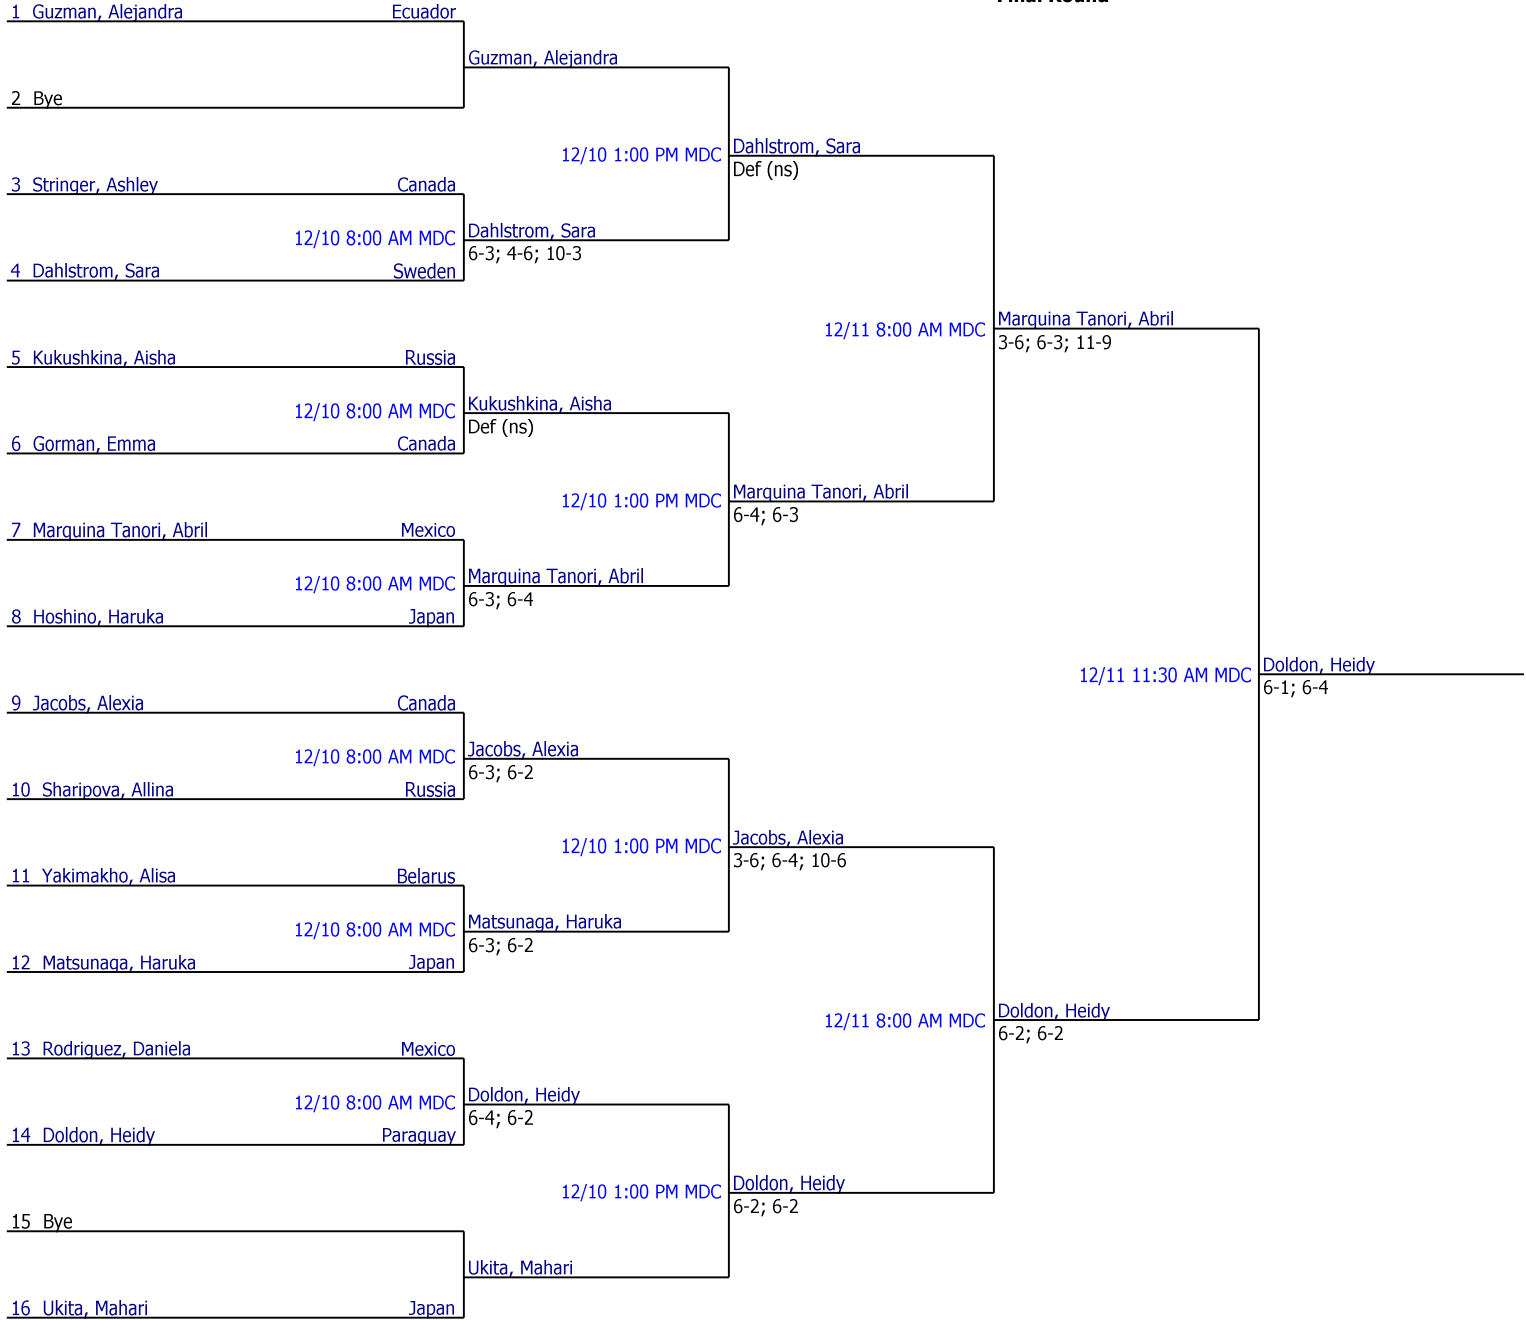 Final Round
1 Guzman, Alejandra Ecuador
Guzman, Alejandra
2 Bye
12/10 1:00 PM MDC Dahlstrom, Sara
Def (ns)
3 Stringer, Ashley Canada
12/10 8:00 AM MDC Dahlstrom, Sara
6-3; 4-6; 10-3
4 Dahlstrom, Sara Sweden
12/11 8:00 AM MDC Marquina Tanori, Abril
3-6; 6-3; 11-9
5 Kukushkina, Aisha Russia
12/10 8:00 AM MDC Kukushkina, Aisha
Def (ns)
6 Gorman, Emma Canada
12/10 1:00 PM MDC Marquina Tanori, Abril
6-4; 6-3
7 Marquina Tanori, Abril Mexico
12/10 8:00 AM MDC Marquina Tanori, Abril
6-3; 6-4
8 Hoshino, Haruka Japan
12/11 11:30 AM MDC Doldon, Heidy
6-1; 6-4
9 Jacobs, Alexia Canada
12/10 8:00 AM MDC Jacobs, Alexia
6-3; 6-2
10 Sharipova, Allina Russia
12/10 1:00 PM MDC Jacobs, Alexia
3-6; 6-4; 10-6
11 Yakimakho, Alisa Belarus
12/10 8:00 AM MDC Matsunaga, Haruka
6-3; 6-2
12 Matsunaga, Haruka Japan
12/11 8:00 AM MDC Doldon, Heidy
6-2; 6-2
13 Rodriguez, Daniela Mexico
12/10 8:00 AM MDC Doldon, Heidy
6-4; 6-2
14 Doldon, Heidy Paraguay
12/10 1:00 PM MDC Doldon, Heidy
6-2; 6-2
15 Bye
Ukita, Mahari
16 Ukita, Mahari Japan